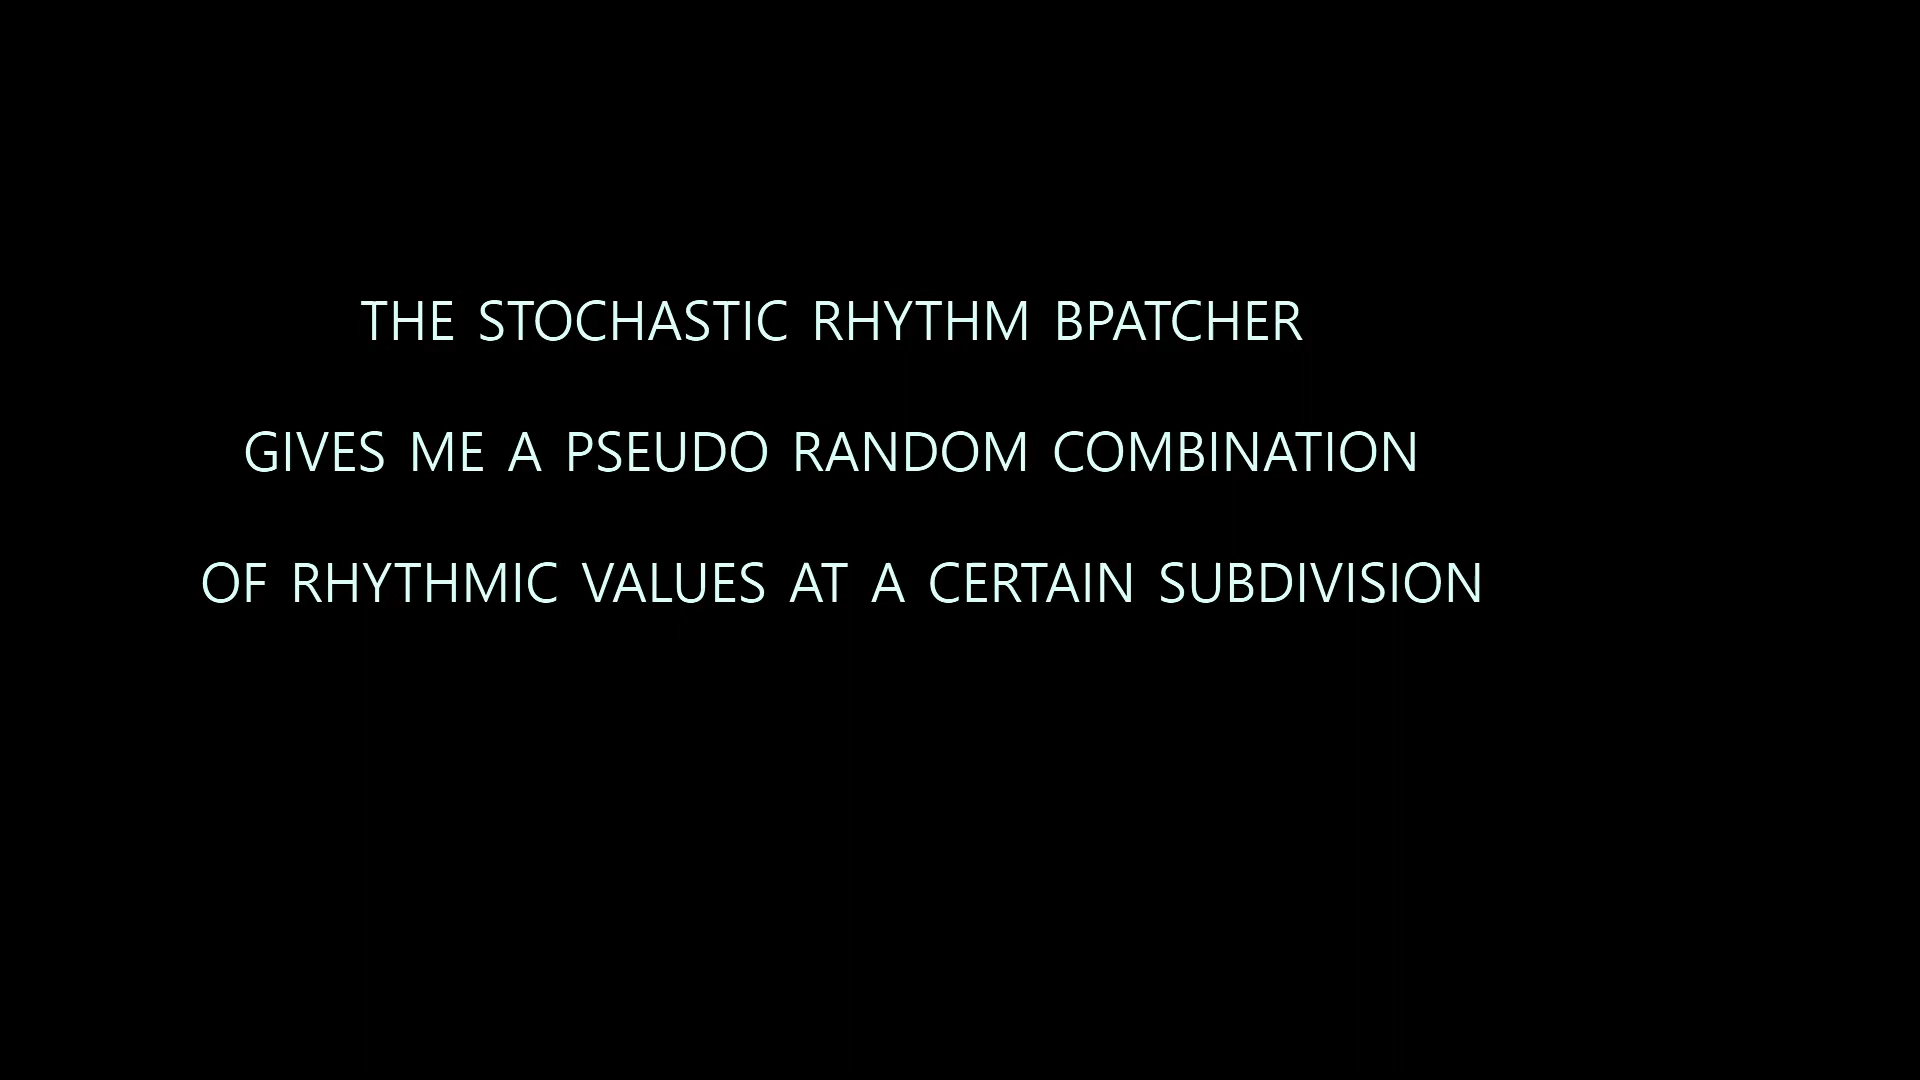 THE STOCHASTIC RHYTHM BPATCHER
GIVES ME A PSEUDO RANDOM COMBINATION
OF RHYTHMIC VALUES AT A CERTAIN SUBDIVISION